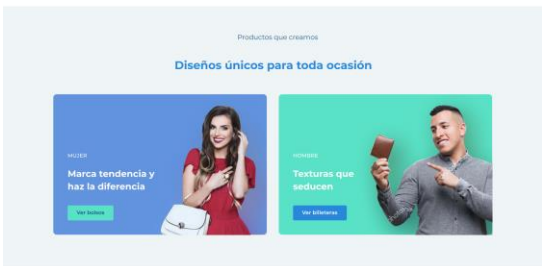 Productos que creamos
Diseños únicos para toda ocasión
MUJER
Marca tendencia y
haz la diferencia
Ver bolsos
HOMBRE
Texturas que
seducen
Ver billeteras